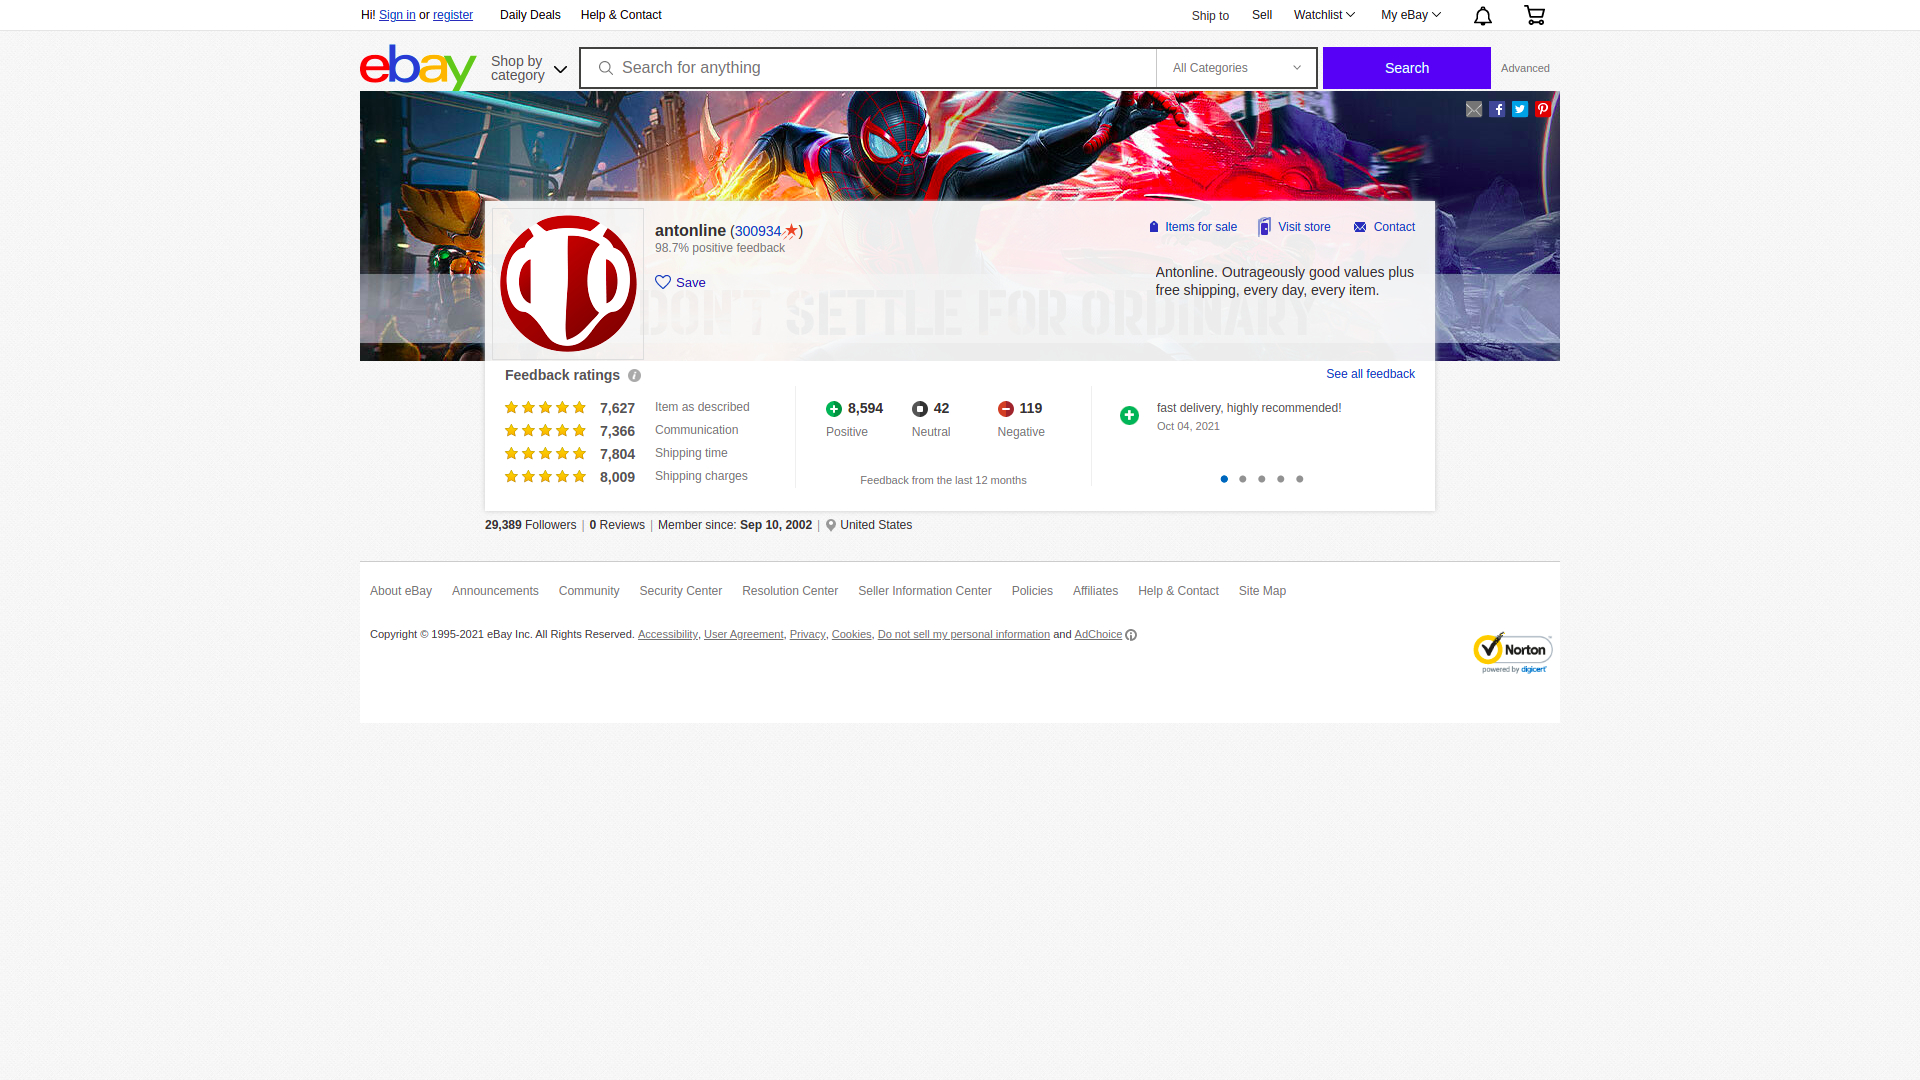 Hi! Sign in or register Daily Deals Help & Contact Ship to Sell Watchlist My eBay
ebay Shop by category Search for anything All Categories Search Advanced
antonline (300934)
98.7% positive feedback
Save
Items for sale Visit store Contact
Antonline. Outrageously good values plus
free shipping, every day, every item.
DON'T SETTLE FOR ORDINARY
Feedback ratings See all feedback
7,627 Item as described
7,366 Communication
7,804 Shipping time
8,009 Shipping charges
8,594 42 119
Positive Neutral Negative
Feedback from the last 12 months
fast delivery, highly recommended!
Oct 04, 2021
29,389 Followers | 0 Reviews | Member since: Sep 10, 2002 | United States
About eBay Announcements Community Security Center Resolution Center Seller Information Center Policies Affiliates Help & Contact Site Map
Copyright © 1995-2021 eBay Inc. All Rights Reserved. Accessibility, User Agreement, Privacy, Cookies, Do not sell my personal information and AdChoice
Norton
powered by digicert